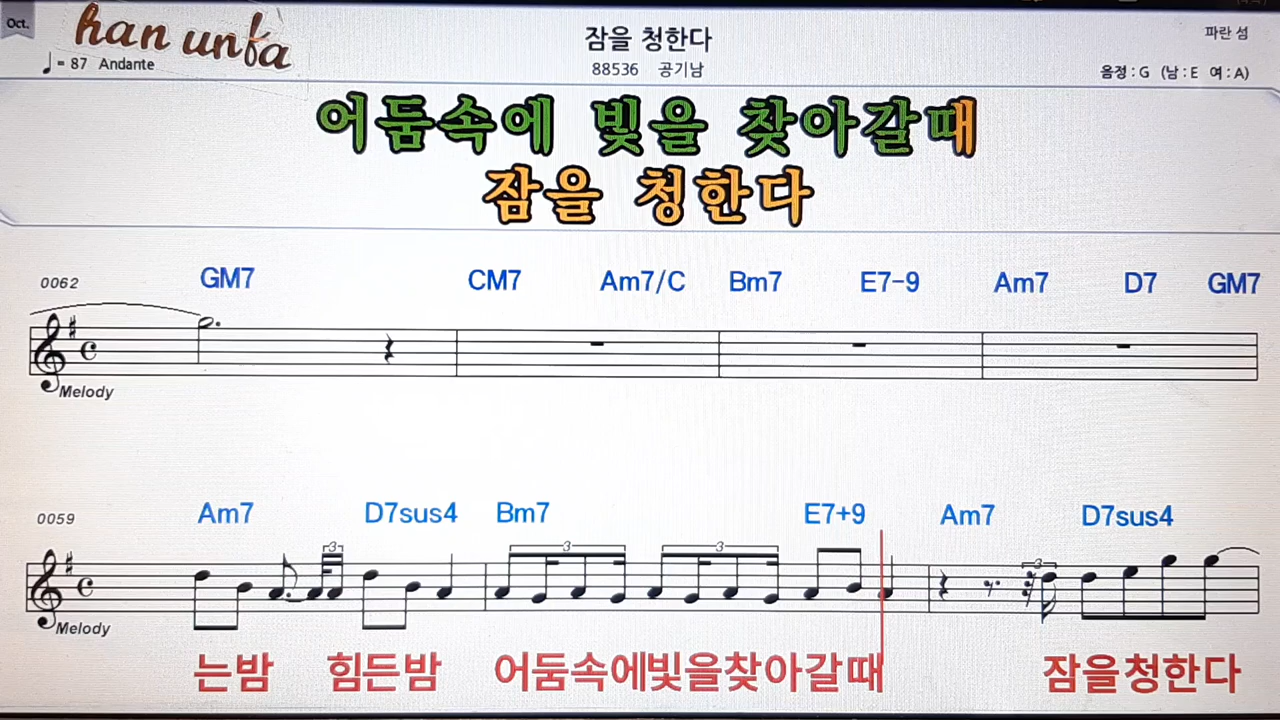 Oct.
han unfa
♩= 87 Andante
잠을 청한다
88536 공기남
파란 섬
음정 : G (남 : E 여 : A)
어둠속에 빛을 찾아갈때
잠을 청한다
0062
GM7 CM7 Am7/C Bm7 E7-9 Am7 D7 GM7
Melody
0059
Am7 D7sus4 Bm7 E7+9 Am7 D7sus4
3 3 3 3
Melody
는밤 힘든밤 어둠속에빛을찾아갈때 잠을청한다